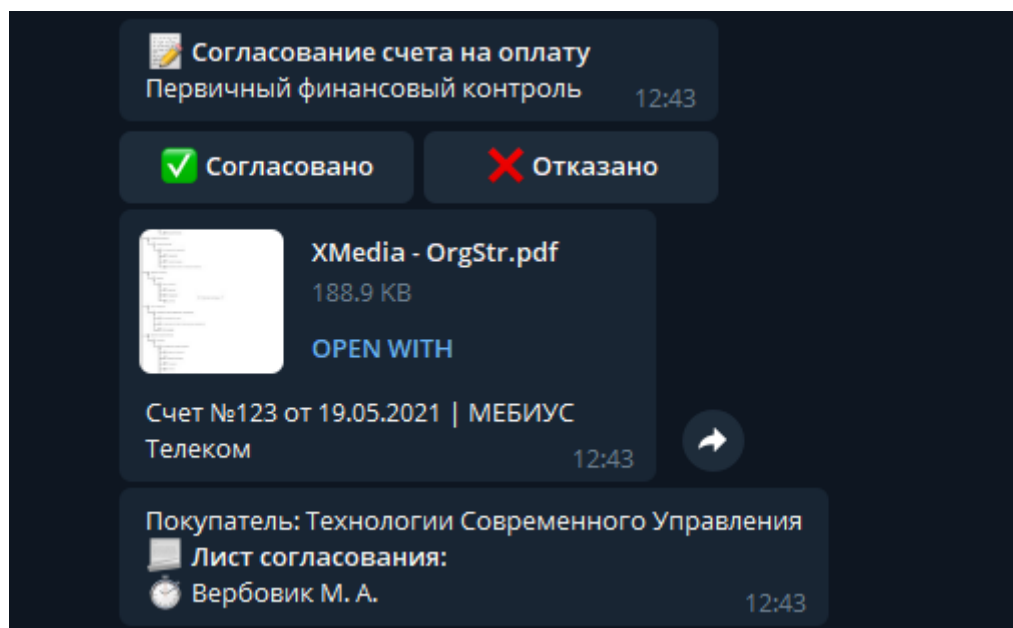 📝 Согласование счета на оплату
Первичный финансовый контроль 12:43
✅ Согласовано ❌ Отказано
XMedia - OrgStr.pdf
188.9 KB
OPEN WITH
Счет №123 от 19.05.2021 | МЕБИУС
Телеком 12:43
Покупатель: Технологии Современного Управления
Лист согласования:
⏱ Вербовик М. А. 12:43